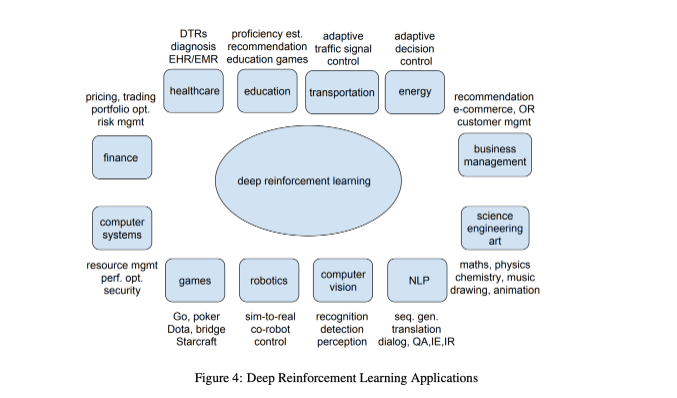 DTRs
diagnosis
EHR/EMR
proficiency est.
recommendation
education games
adaptive
traffic signal
control
adaptive
decision
control
healthcare
education
transportation
energy
pricing, trading
portfolio opt.
risk mgmt
finance
recommendation
e-commerce, OR
customer mgmt
business
management
deep reinforcement learning
computer
systems
resource mgmt
perf. opt.
security
science
engineering
art
maths, physics
chemistry, music
drawing, animation
games
robotics
computer
vision
NLP
Go, poker
Dota, bridge
Starcraft
sim-to-real
co-robot
control
recognition
detection
perception
seq. gen.
translation
dialog, QA,IE,IR
Figure 4: Deep Reinforcement Learning Applications